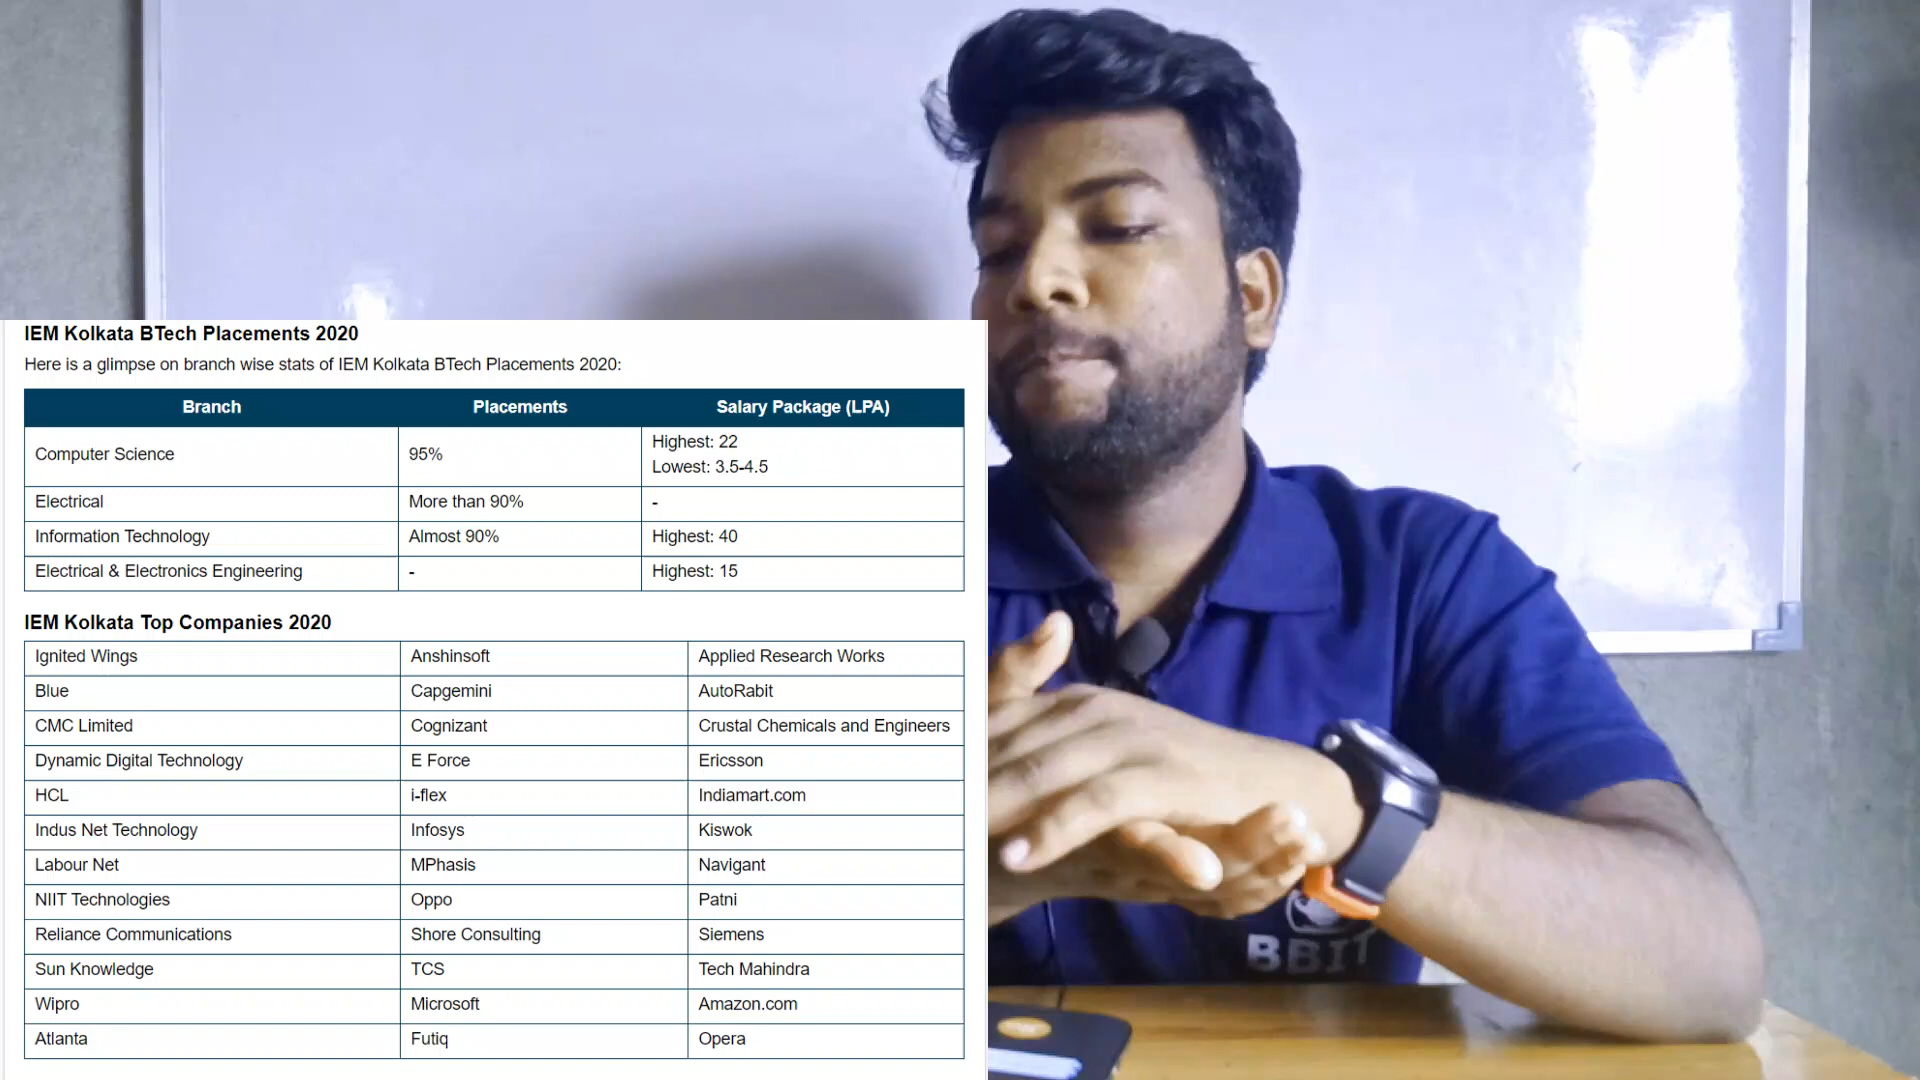 IEM Kolkata BTech Placements 2020
Here is a glimpse on branch wise stats of IEM Kolkata BTech Placements 2020:
Branch Placements Salary Package (LPA)
Computer Science 95% Highest: 22
Lowest: 3.5-4.5
Electrical More than 90% -
Information Technology Almost 90% Highest: 40
Electrical & Electronics Engineering - Highest: 15
IEM Kolkata Top Companies 2020
Ignited Wings Anshinsoft Applied Research Works
Blue Capgemini AutoRabit
CMC Limited Cognizant Crustal Chemicals and Engineers
Dynamic Digital Technology E Force Ericsson
HCL i-flex Indiamart.com
Indus Net Technology Infosys Kiswok
Labour Net MPhasis Navigant
NIIT Technologies Oppo Patni
Reliance Communications Shore Consulting Siemens
Sun Knowledge TCS Tech Mahindra
Wipro Microsoft Amazon.com
Atlanta Futiq Opera
BBIT